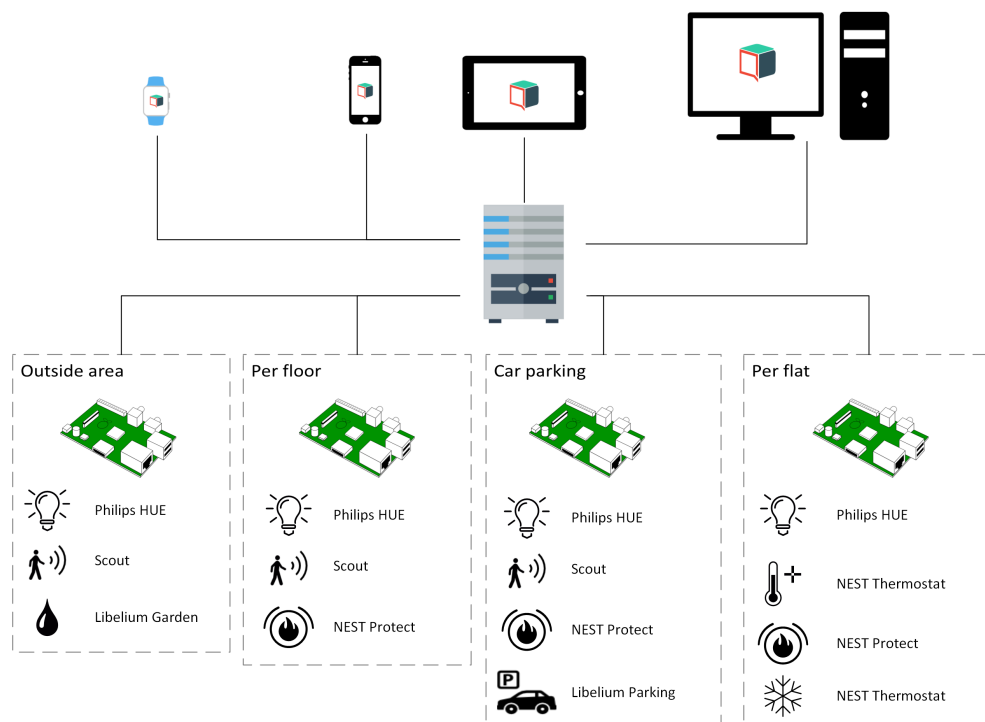 Outside area
Philips HUE
Scout
Libelium Garden
Per floor
Philips HUE
Scout
NEST Protect
Car parking
Philips HUE
Scout
NEST Protect
P
Libelium Parking
Per flat
Philips HUE
NEST Thermostat
NEST Protect
NEST Thermostat